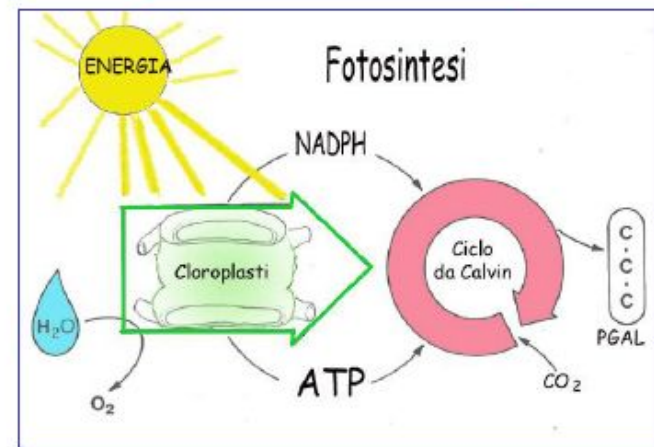 ENERGIA
Fotosintesi
NADPH
Cloroplasti
Ciclo
da Calvin
C
C
C
PGAL
H₂O
O₂
ATP
CO₂